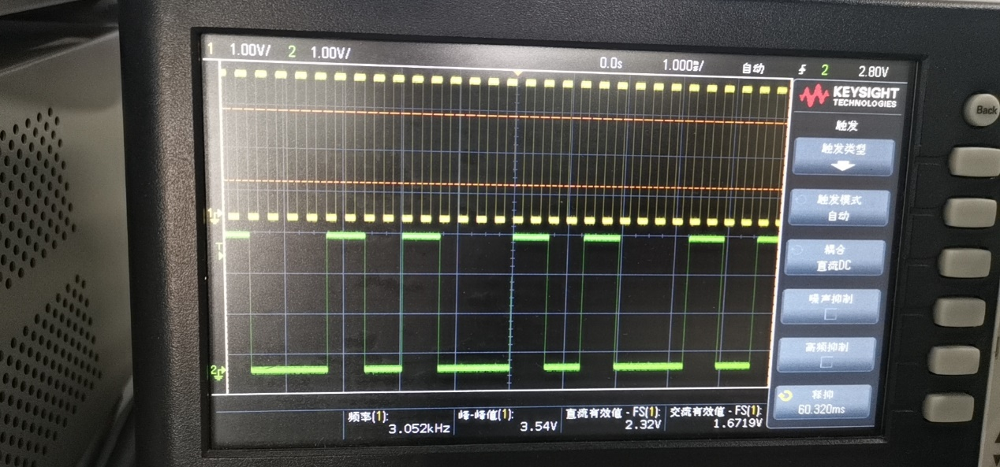 1 1.00V/ 2 1.00V/ 0.0s 1.000ms/ 自动 2 2.80V
KEYSIGHT
TECHNOLOGIES
Back
触发
触发类型
触发模式
自动
耦合
直流DC
噪声抑制
高频抑制
释抑
60.320ms
1
T
2
频率(1):
3.052kHz
峰-峰值(1):
3.54V
直流有效值 - FS(1):
2.32V
交流有效值 - FS(1):
1.6719V